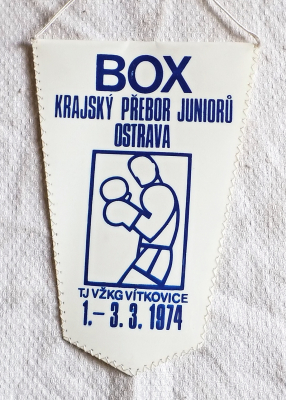 BOX
KRAJSKÝ PŘEBOR JUNIORŮ
OSTRAVA
TJ VŽKG VÍTKOVICE
1.– 3. 3. 1974